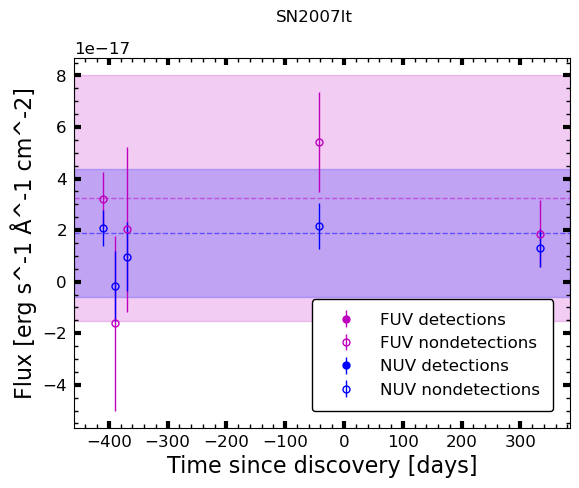 SN2007lt
1e−17
8
6
4
2
0
−2
−4
Flux [erg s^-1 Å^-1 cm^-2]
FUV detections
FUV nondetections
NUV detections
NUV nondetections
−400 −300 −200 −100 0 100 200 300
Time since discovery [days]